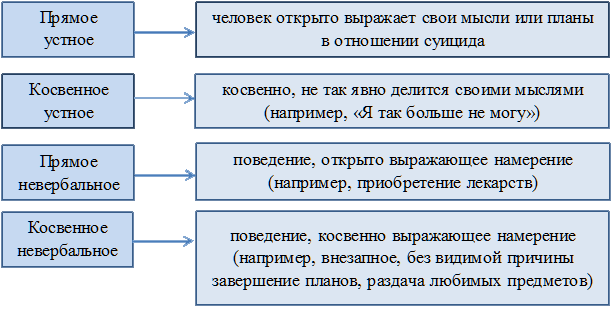 Прямое
устное
человек открыто выражает свои мысли или планы
в отношении суицида
Косвенное
устное
косвенно, не так явно делится своими мыслями
(например, «Я так больше не могу»)
Прямое
невербальное
поведение, открыто выражающее намерение
(например, приобретение лекарств)
Косвенное
невербальное
поведение, косвенно выражающее намерение
(например, внезапное, без видимой причины
завершение планов, раздача любимых предметов)